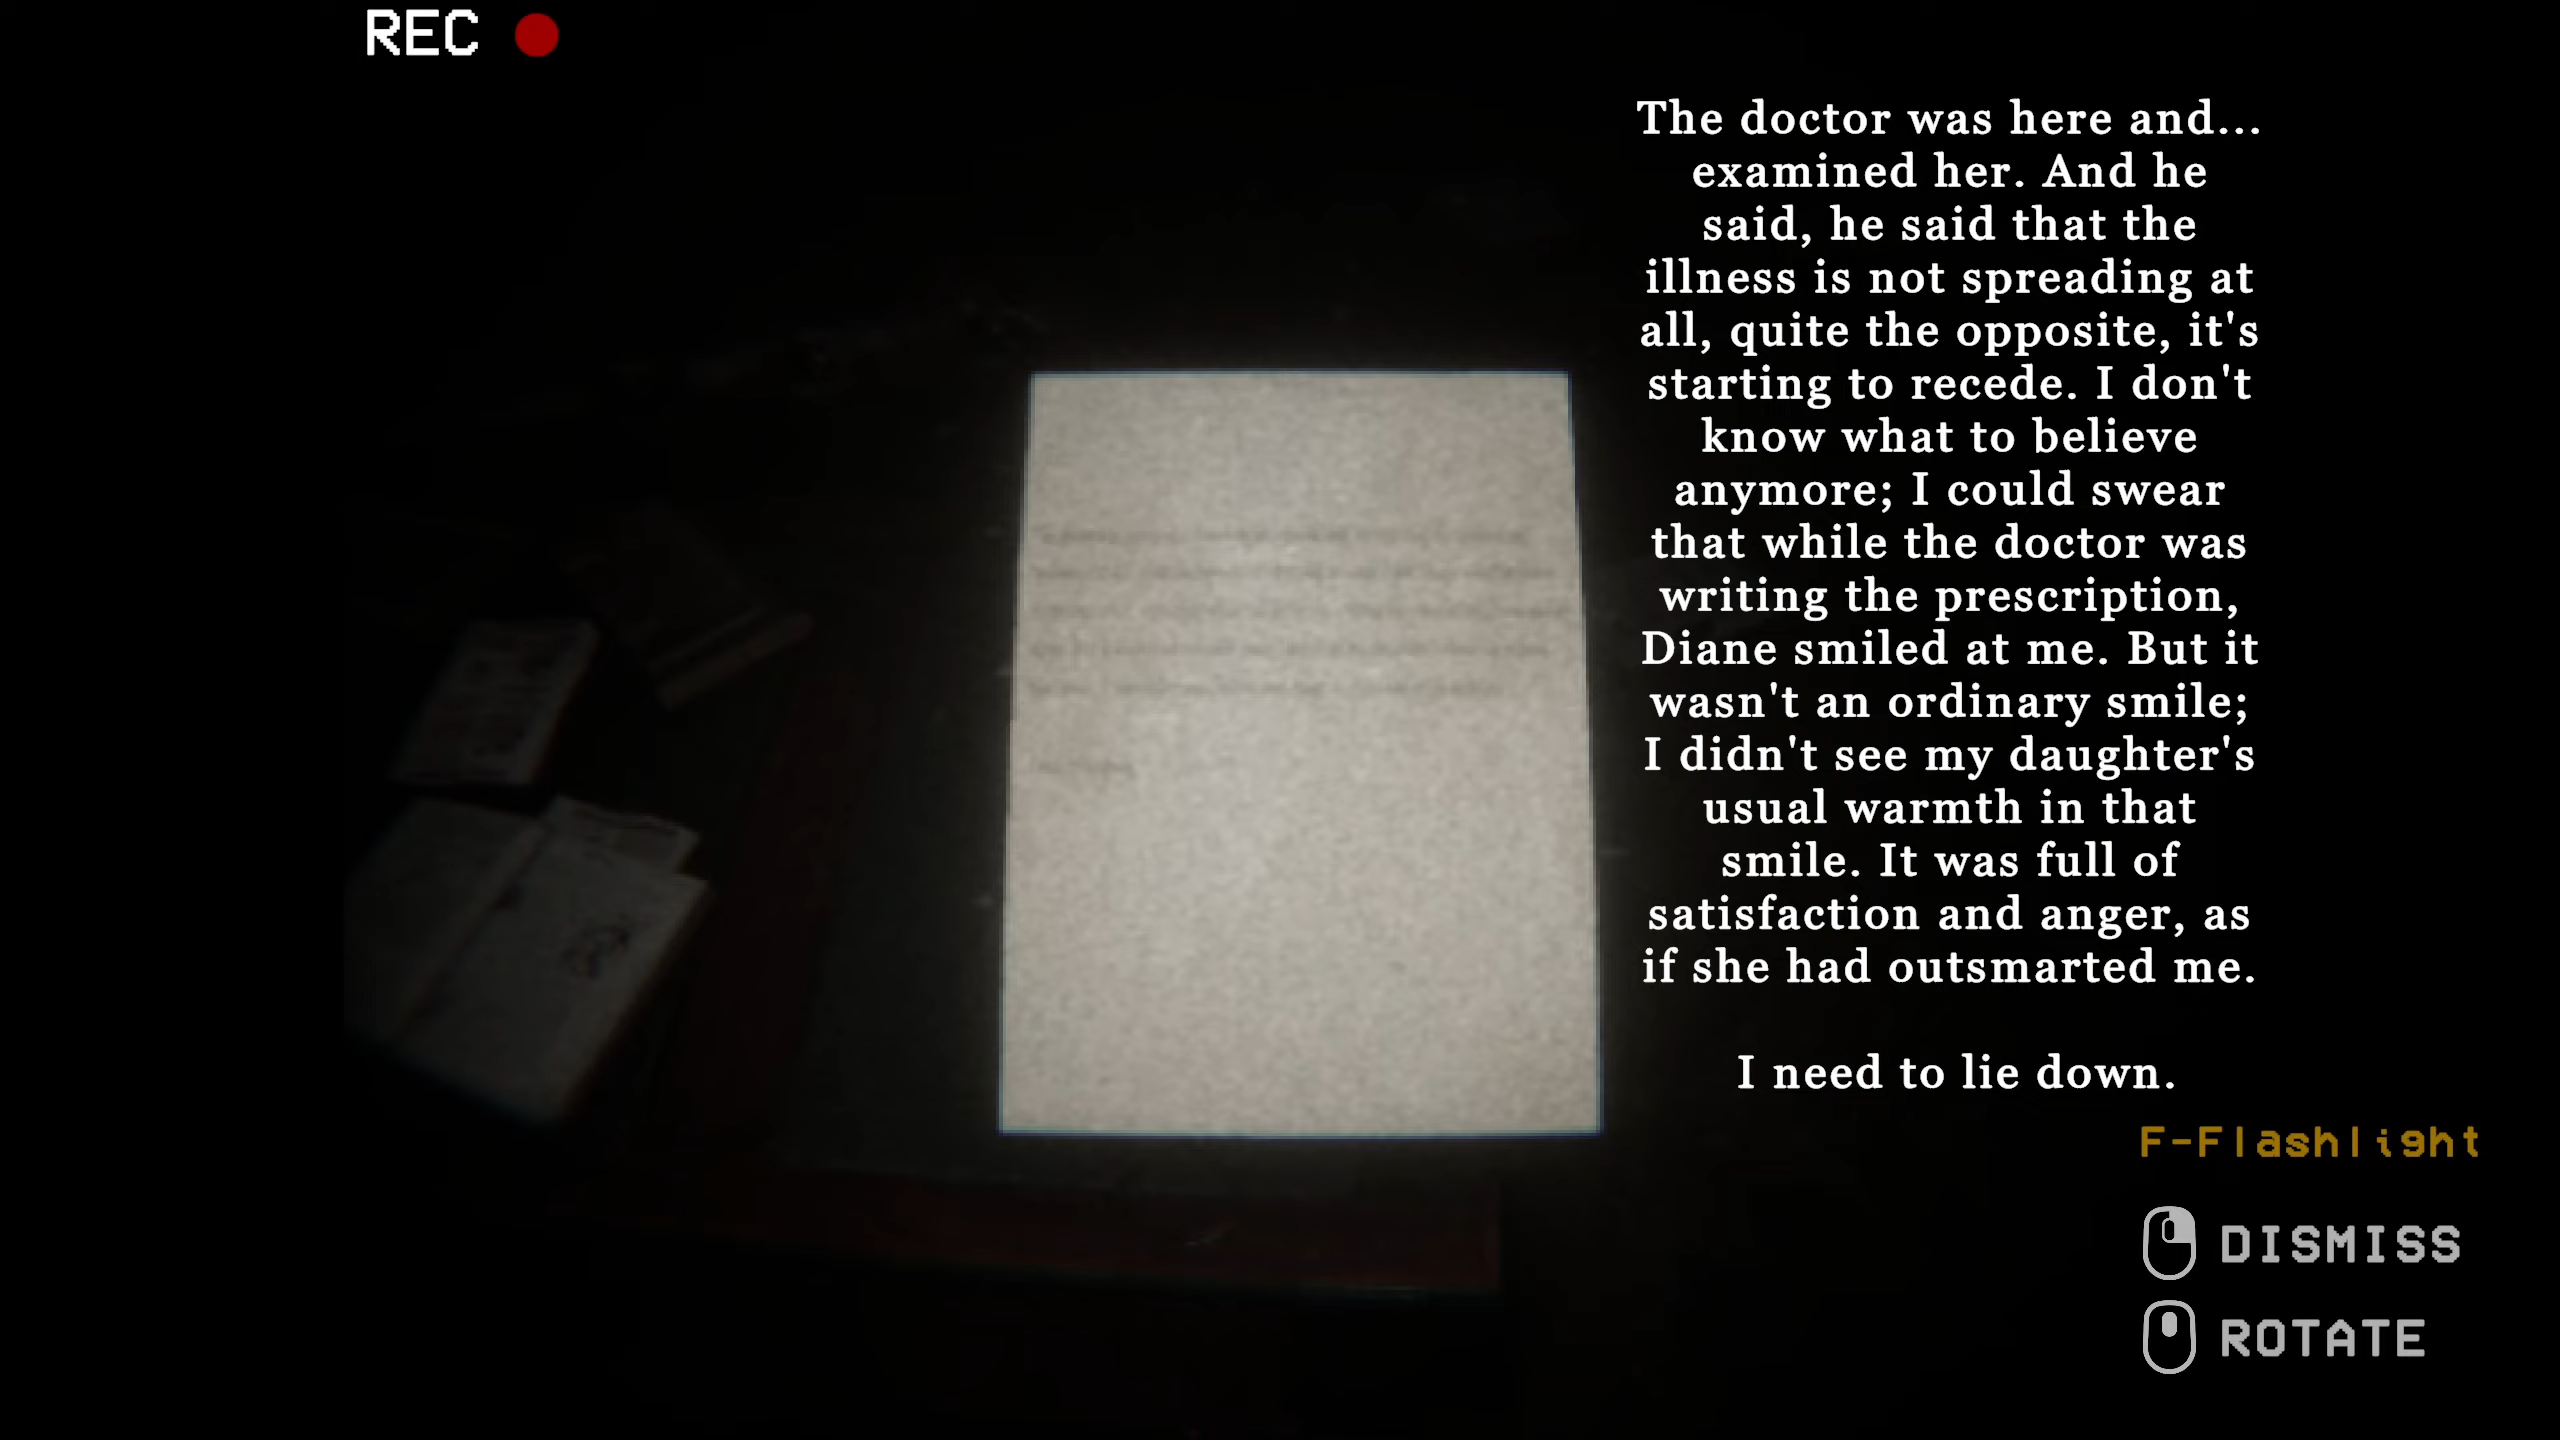 REC
The doctor was here and...
examined her. And he
said, he said that the
illness is not spreading at
all, quite the opposite, it's
starting to recede. I don't
know what to believe
anymore; I could swear
that while the doctor was
writing the prescription,
Diane smiled at me. But it
wasn't an ordinary smile;
I didn't see my daughter's
usual warmth in that
smile. It was full of
satisfaction and anger, as
if she had outsmarted me.
I need to lie down.
F-Flashlight
DISMISS
ROTATE